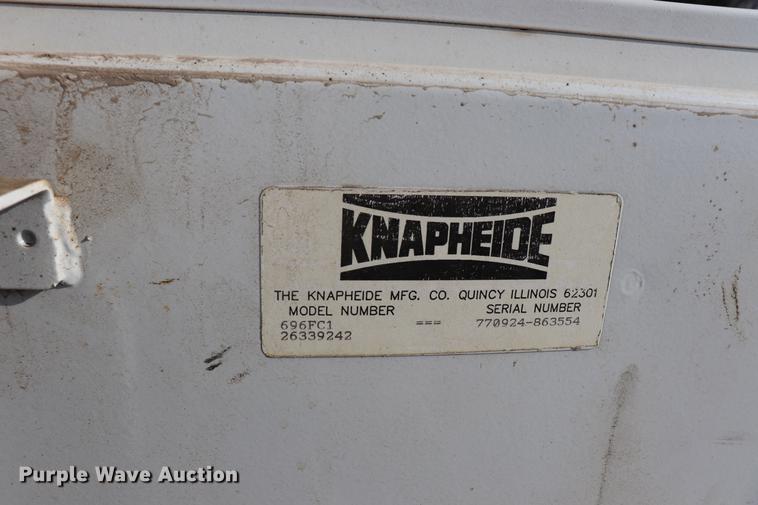 KNAPHEIDE
THE KNAPHEIDE MFG. CO. QUINCY ILLINOIS 62301
MODEL NUMBER SERIAL NUMBER
696FC1 === 770924-863554
26339242
Purple Wave Auction